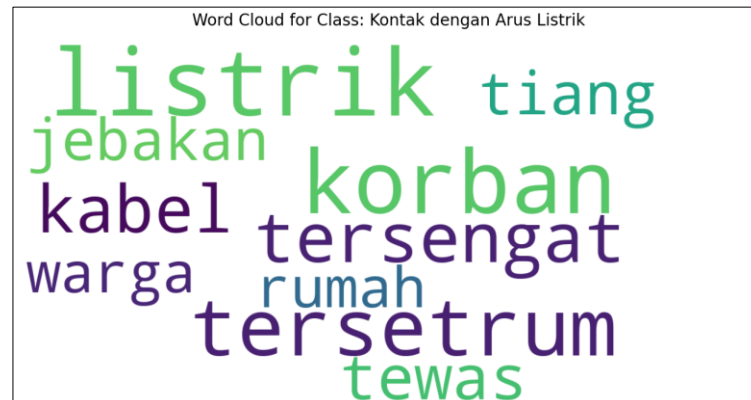 Word Cloud for Class: Kontak dengan Arus Listrik
listrik tiang
jebakan
korban
kabel
tersengat
warga rumah
tersetrum
tewas